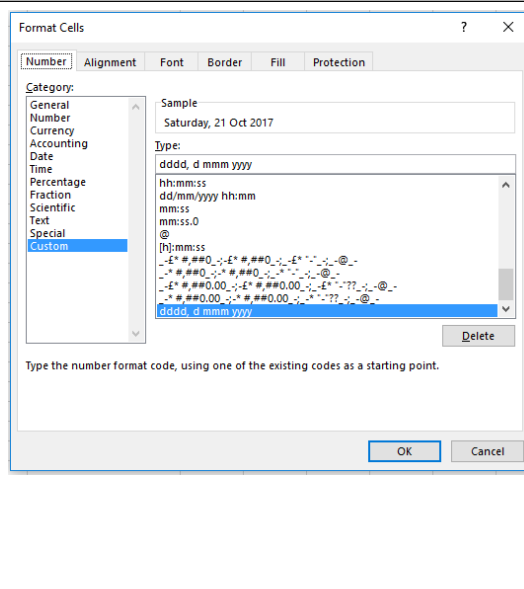 Format Cells ? ×
Number Alignment Font Border Fill Protection
Category:
General
Number
Currency
Accounting
Date
Time
Percentage
Fraction
Scientific
Text
Special
Custom
Sample
Saturday, 21 Oct 2017
Type:
dddd, d mmm yyyy
hh:mm:ss
dd/mm/yyyy hh:mm
mm:ss
mm:ss.0
@
[h]:mm:ss
_-£* #,##0_-;-£* #,##0_-;_-£* "-"_-;_-@_-
_-* #,##0_-;-* #,##0_-;_-* "-"_-;_-@_-
_-£* #,##0.00_-;-£* #,##0.00_-;_-£* "-"??_-;_-@_-
_-* #,##0.00_-;-* #,##0.00_-;_-* "-"??_-;_-@_-
dddd, d mmm yyyy
Delete
Type the number format code, using one of the existing codes as a starting point.
OK Cancel